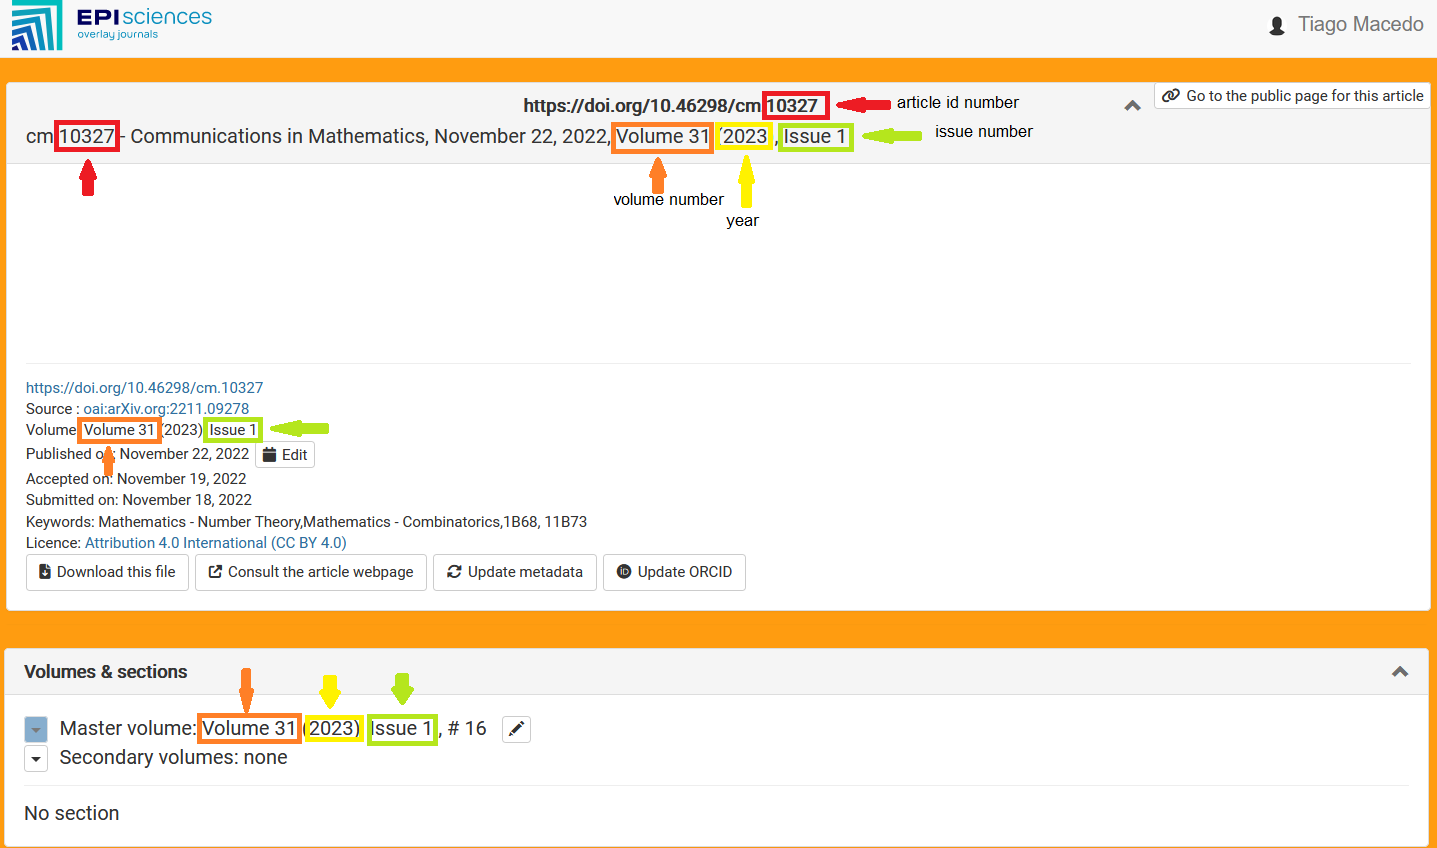 EPIsciences
overlay journals
Tiago Macedo
https://doi.org/10.46298/cm.10327
article id number
Go to the public page for this article
cm 10327 - Communications in Mathematics, November 22, 2022, Volume 31 (2023), Issue 1
issue number
volume number
year
https://doi.org/10.46298/cm.10327
Source : oai:arXiv.org:2211.09278
Volume: Volume 31 (2023) Issue 1
Published on: November 22, 2022
Edit
Accepted on: November 19, 2022
Submitted on: November 18, 2022
Keywords: Mathematics - Number Theory,Mathematics - Combinatorics,1B68, 11B73
Licence: Attribution 4.0 International (CC BY 4.0)
Download this file
Consult the article webpage
Update metadata
iD Update ORCID
Volumes & sections
Master volume: Volume 31 (2023) Issue 1, # 16
Secondary volumes: none
No section